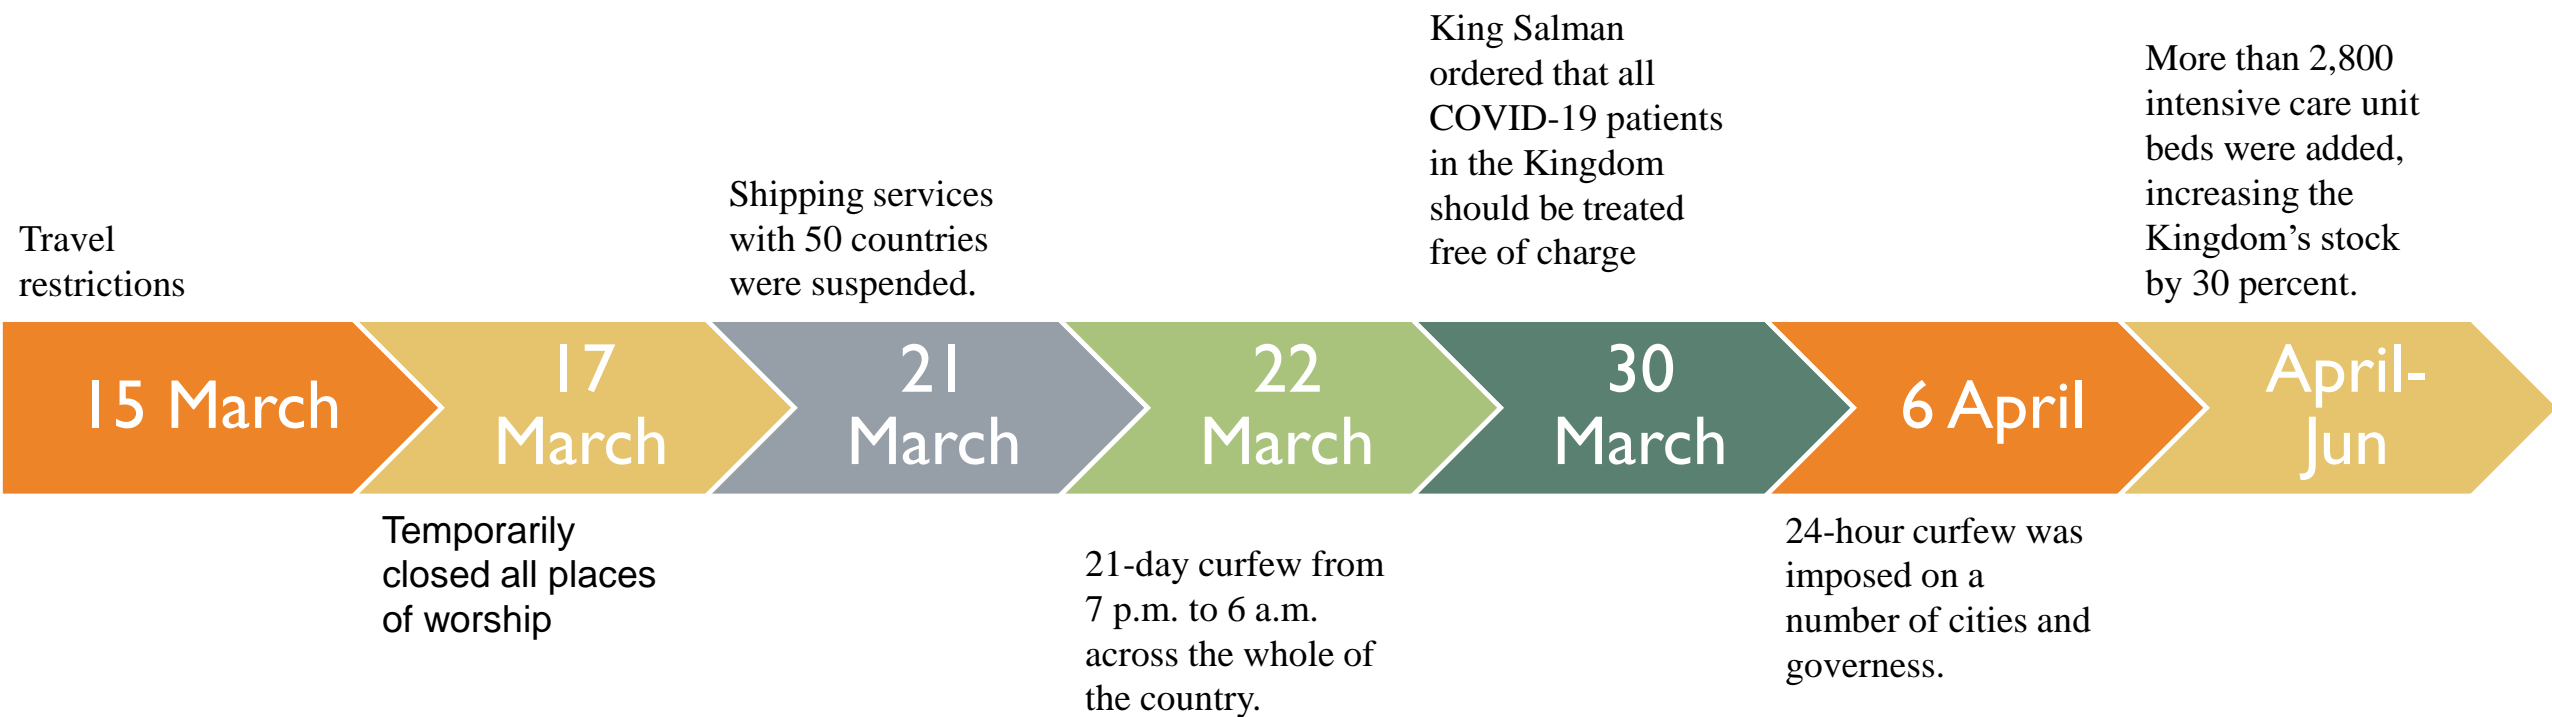 Travel
restrictions
15 March
17
March
Temporarily
closed all places
of worship
Shipping services
with 50 countries
were suspended.
21
March
22
March
21-day curfew from
7 p.m. to 6 a.m.
across the whole of
the country.
King Salman
ordered that all
COVID-19 patients
in the Kingdom
should be treated
free of charge
30
March
6 April
24-hour curfew was
imposed on a
number of cities and
governess.
More than 2,800
intensive care unit
beds were added,
increasing the
Kingdom’s stock
by 30 percent.
April-
Jun